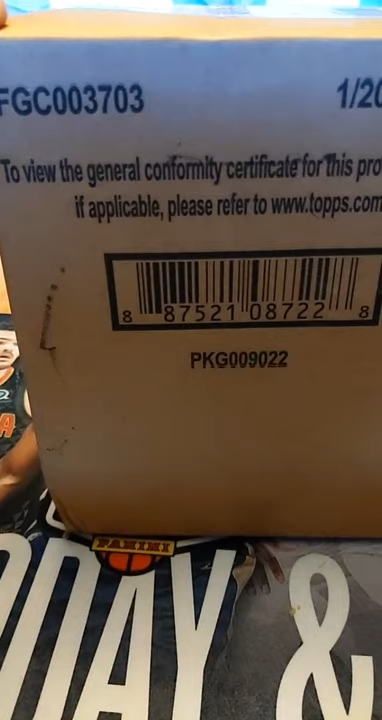 FGC003703
1/20
To view the general conformity certificate for this pro
if applicable, please refer to www.topps.com
8 87521 08722 8
PKG009022
PANINI
DAY &